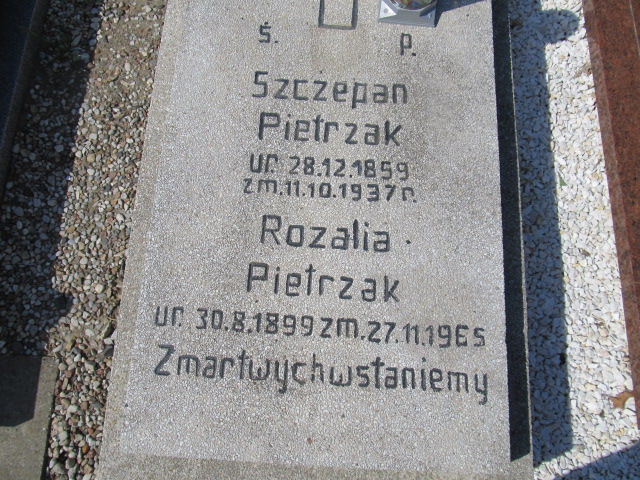 Ś. P.
Szczepan
Pietrzak
ur. 28.12.1859
zm. 11.10.1937 r.
Rozalia
Pietrzak
ur. 30.8.1899 zm. 27.11.1965
Zmartwychwstaniemy